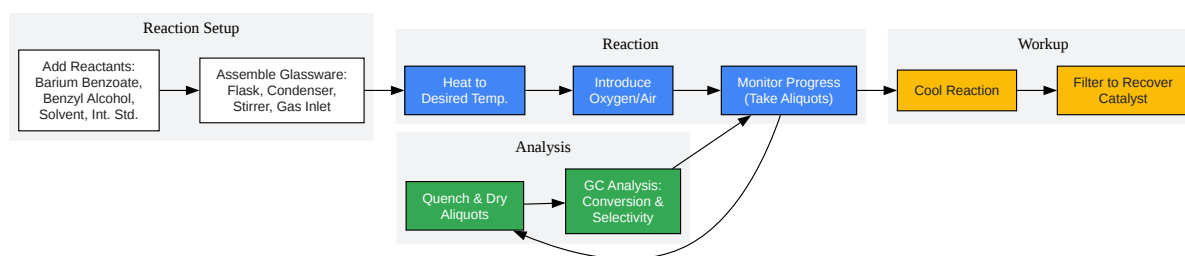 Reaction Setup
Add Reactants:
Barium Benzoate,
Benzyl Alcohol,
Solvent, Int. Std.
Assemble Glassware:
Flask, Condenser,
Stirrer, Gas Inlet
Reaction
Heat to
Desired Temp.
Introduce
Oxygen/Air
Monitor Progress
(Take Aliquots)
Analysis
Quench & Dry
Aliquots
GC Analysis:
Conversion &
Selectivity
Workup
Cool Reaction
Filter to Recover
Catalyst